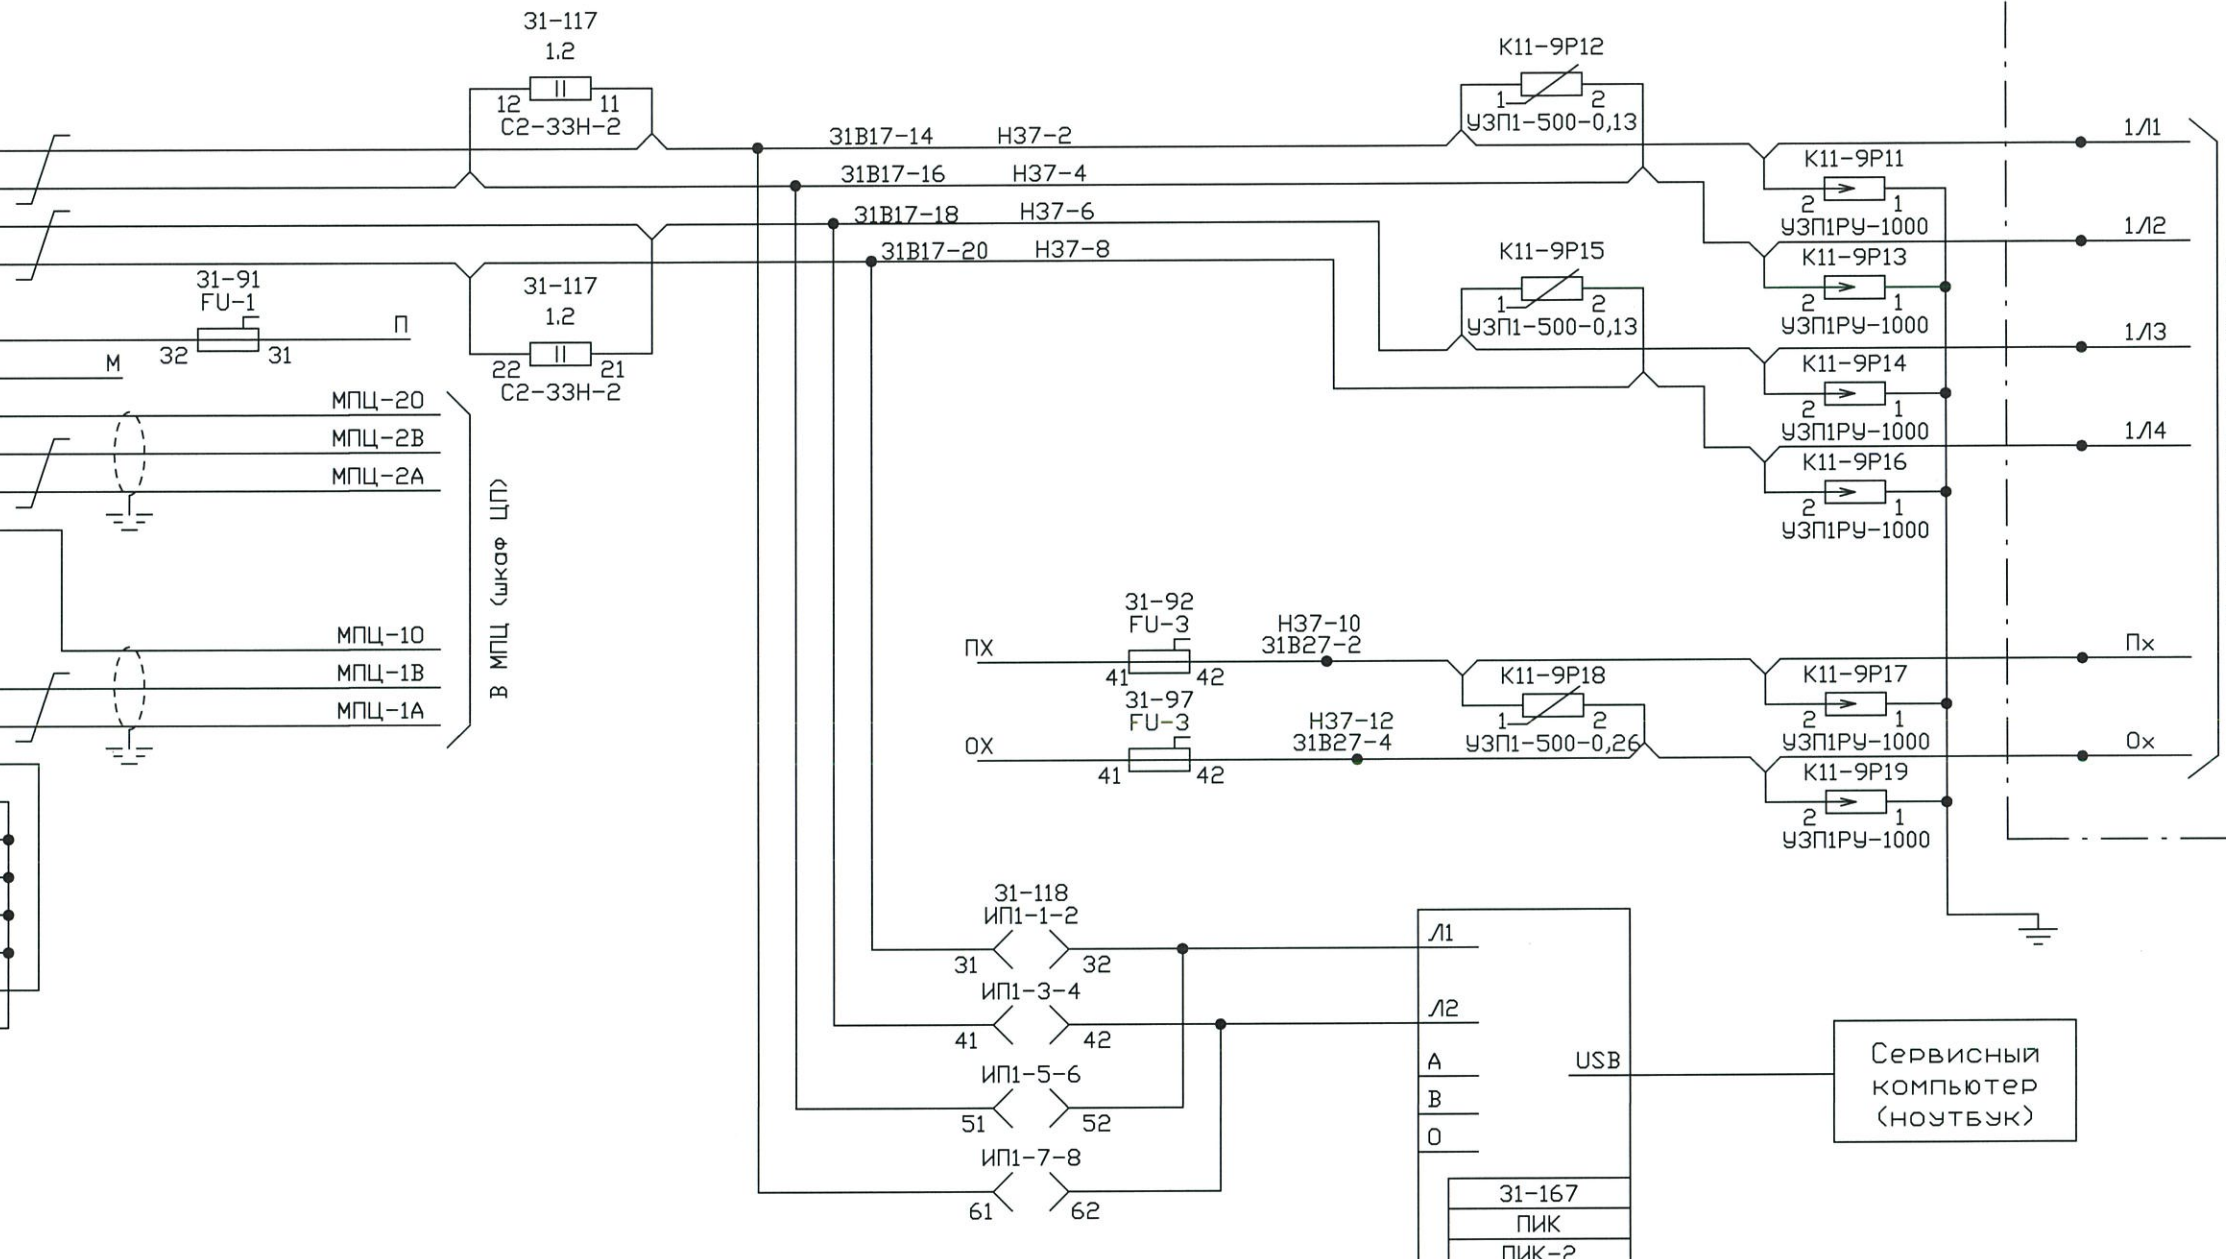 31-117
1.2
12
11
С2-33Н-2
31В17-14
Н37-2
31В17-16
Н37-4
31В17-18
Н37-6
31В17-20
Н37-8
К11-9Р12
1
2
УЗП1-500-0,13
1Л1
К11-9Р11
2
1
УЗП1РУ-1000
1Л2
К11-9Р13
2
1
УЗП1РУ-1000
К11-9Р15
1
2
УЗП1-500-0,13
1Л3
К11-9Р14
2
1
УЗП1РУ-1000
1Л4
К11-9Р16
2
1
УЗП1РУ-1000
31-91
FU-1
П
32
31
М
31-117
1.2
22
21
С2-33Н-2
МПЦ-20
МПЦ-2В
МПЦ-2А
МПЦ-10
МПЦ-1В
МПЦ-1А
В МПЦ (шкаф ЦП)
31-92
FU-3
ПХ
41
42
Н37-10
31В27-2
31-97
FU-3
ОХ
41
42
Н37-12
31В27-4
К11-9Р18
1
2
УЗП1-500-0,26
Пх
К11-9Р17
2
1
УЗП1РУ-1000
Ох
К11-9Р19
2
1
УЗП1РУ-1000
31-118
ИП1-1-2
31
32
ИП1-3-4
41
42
ИП1-5-6
51
52
ИП1-7-8
61
62
Л1
Л2
А
В
О
USB
31-167
ПИК
ПИК-2
Сервисный
компьютер
(ноутбук)